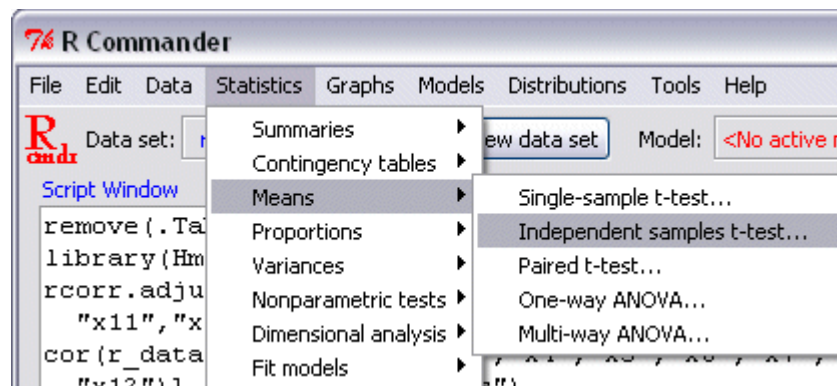 R Commander
File Edit Data Statistics Graphs Models Distributions Tools Help
R cmdr Data set: ew data set Model: <No active
Script Window
Summaries
Contingency tables
Means
Proportions
Variances
Nonparametric tests
Dimensional analysis
Fit models
Single-sample t-test...
Independent samples t-test...
Paired t-test...
One-way ANOVA...
Multi-way ANOVA...
remove(.Ta
library(Hm
rcorr.adju
"x11","x
cor(r_data